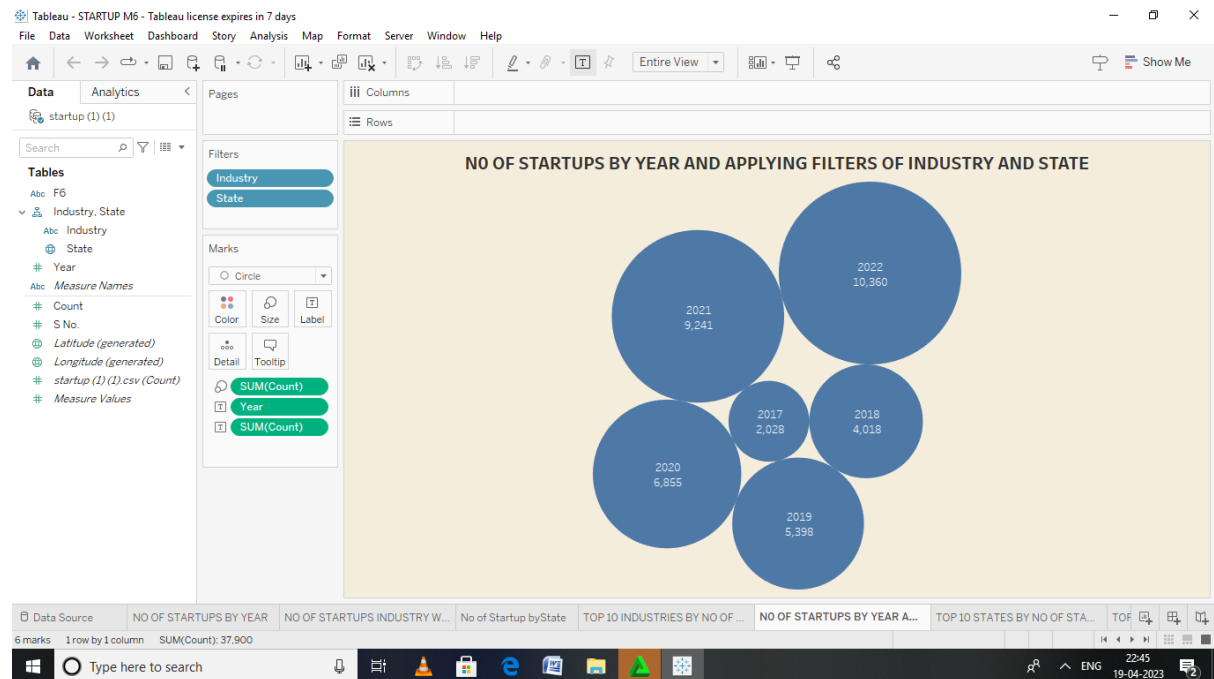 Tableau - STARTUP M6 - Tableau license expires in 7 days
File Data Worksheet Dashboard Story Analysis Map Format Server Window Help
Entire View
Show Me
Data Analytics
startup (1) (1)
Search
Tables
Abc F6
Industry, State
Abc Industry
State
# Year
Abc Measure Names
# Count
# S No.
Latitude (generated)
Longitude (generated)
# startup (1) (1).csv (Count)
# Measure Values
Pages
Filters
Industry
State
Marks
Circle
Color Size Label
Detail Tooltip
SUM(Count)
Year
SUM(Count)
iii Columns
Rows
N0 OF STARTUPS BY YEAR AND APPLYING FILTERS OF INDUSTRY AND STATE
2022
10,360
2021
9,241
2017
2,028
2018
4,018
2020
6,855
2019
5,398
Data Source NO OF STARTUPS BY YEAR NO OF STARTUPS INDUSTRY W... No of Startup byState TOP 10 INDUSTRIES BY NO OF ... NO OF STARTUPS BY YEAR A... TOP 10 STATES BY NO OF STA... TOP
6 marks 1 row by 1 column SUM(Count): 37,900
Type here to search
ENG
22:45
19-04-2023
2